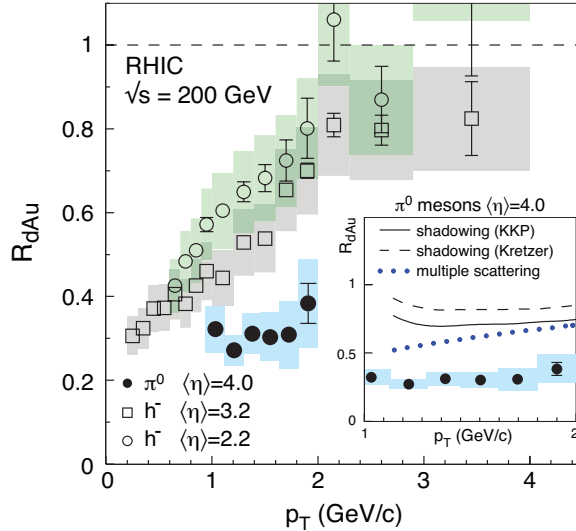 RHIC
√s = 200 GeV
R_dAu
1
0.8
0.6
0.4
0.2
0
0 1 2 3 4 5 6
p_T (GeV/c)
● π⁰ ⟨η⟩=4.0
□ h⁻ ⟨η⟩=3.2
○ h⁻ ⟨η⟩=2.2
π⁰ mesons ⟨η⟩=4.0
R_dAu
shadowing (KKP)
shadowing (Kretzer)
multiple scattering
1
0.5
0
1 2
p_T (GeV/c)